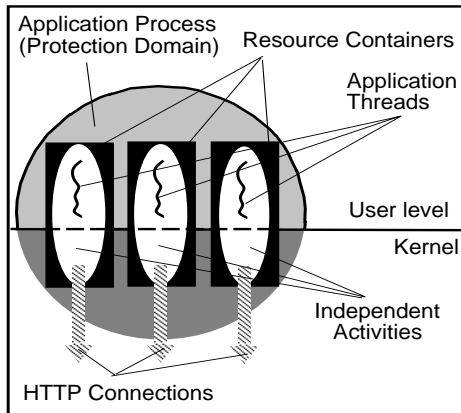 Application Process
(Protection Domain)
Resource Containers
Application
Threads
User level
Kernel
Independent
Activities
HTTP Connections